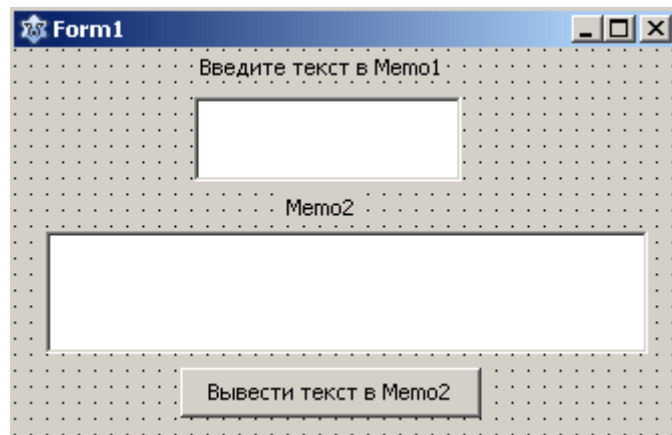 Form1
Введите текст в Memo1
Memo2
Вывести текст в Memo2